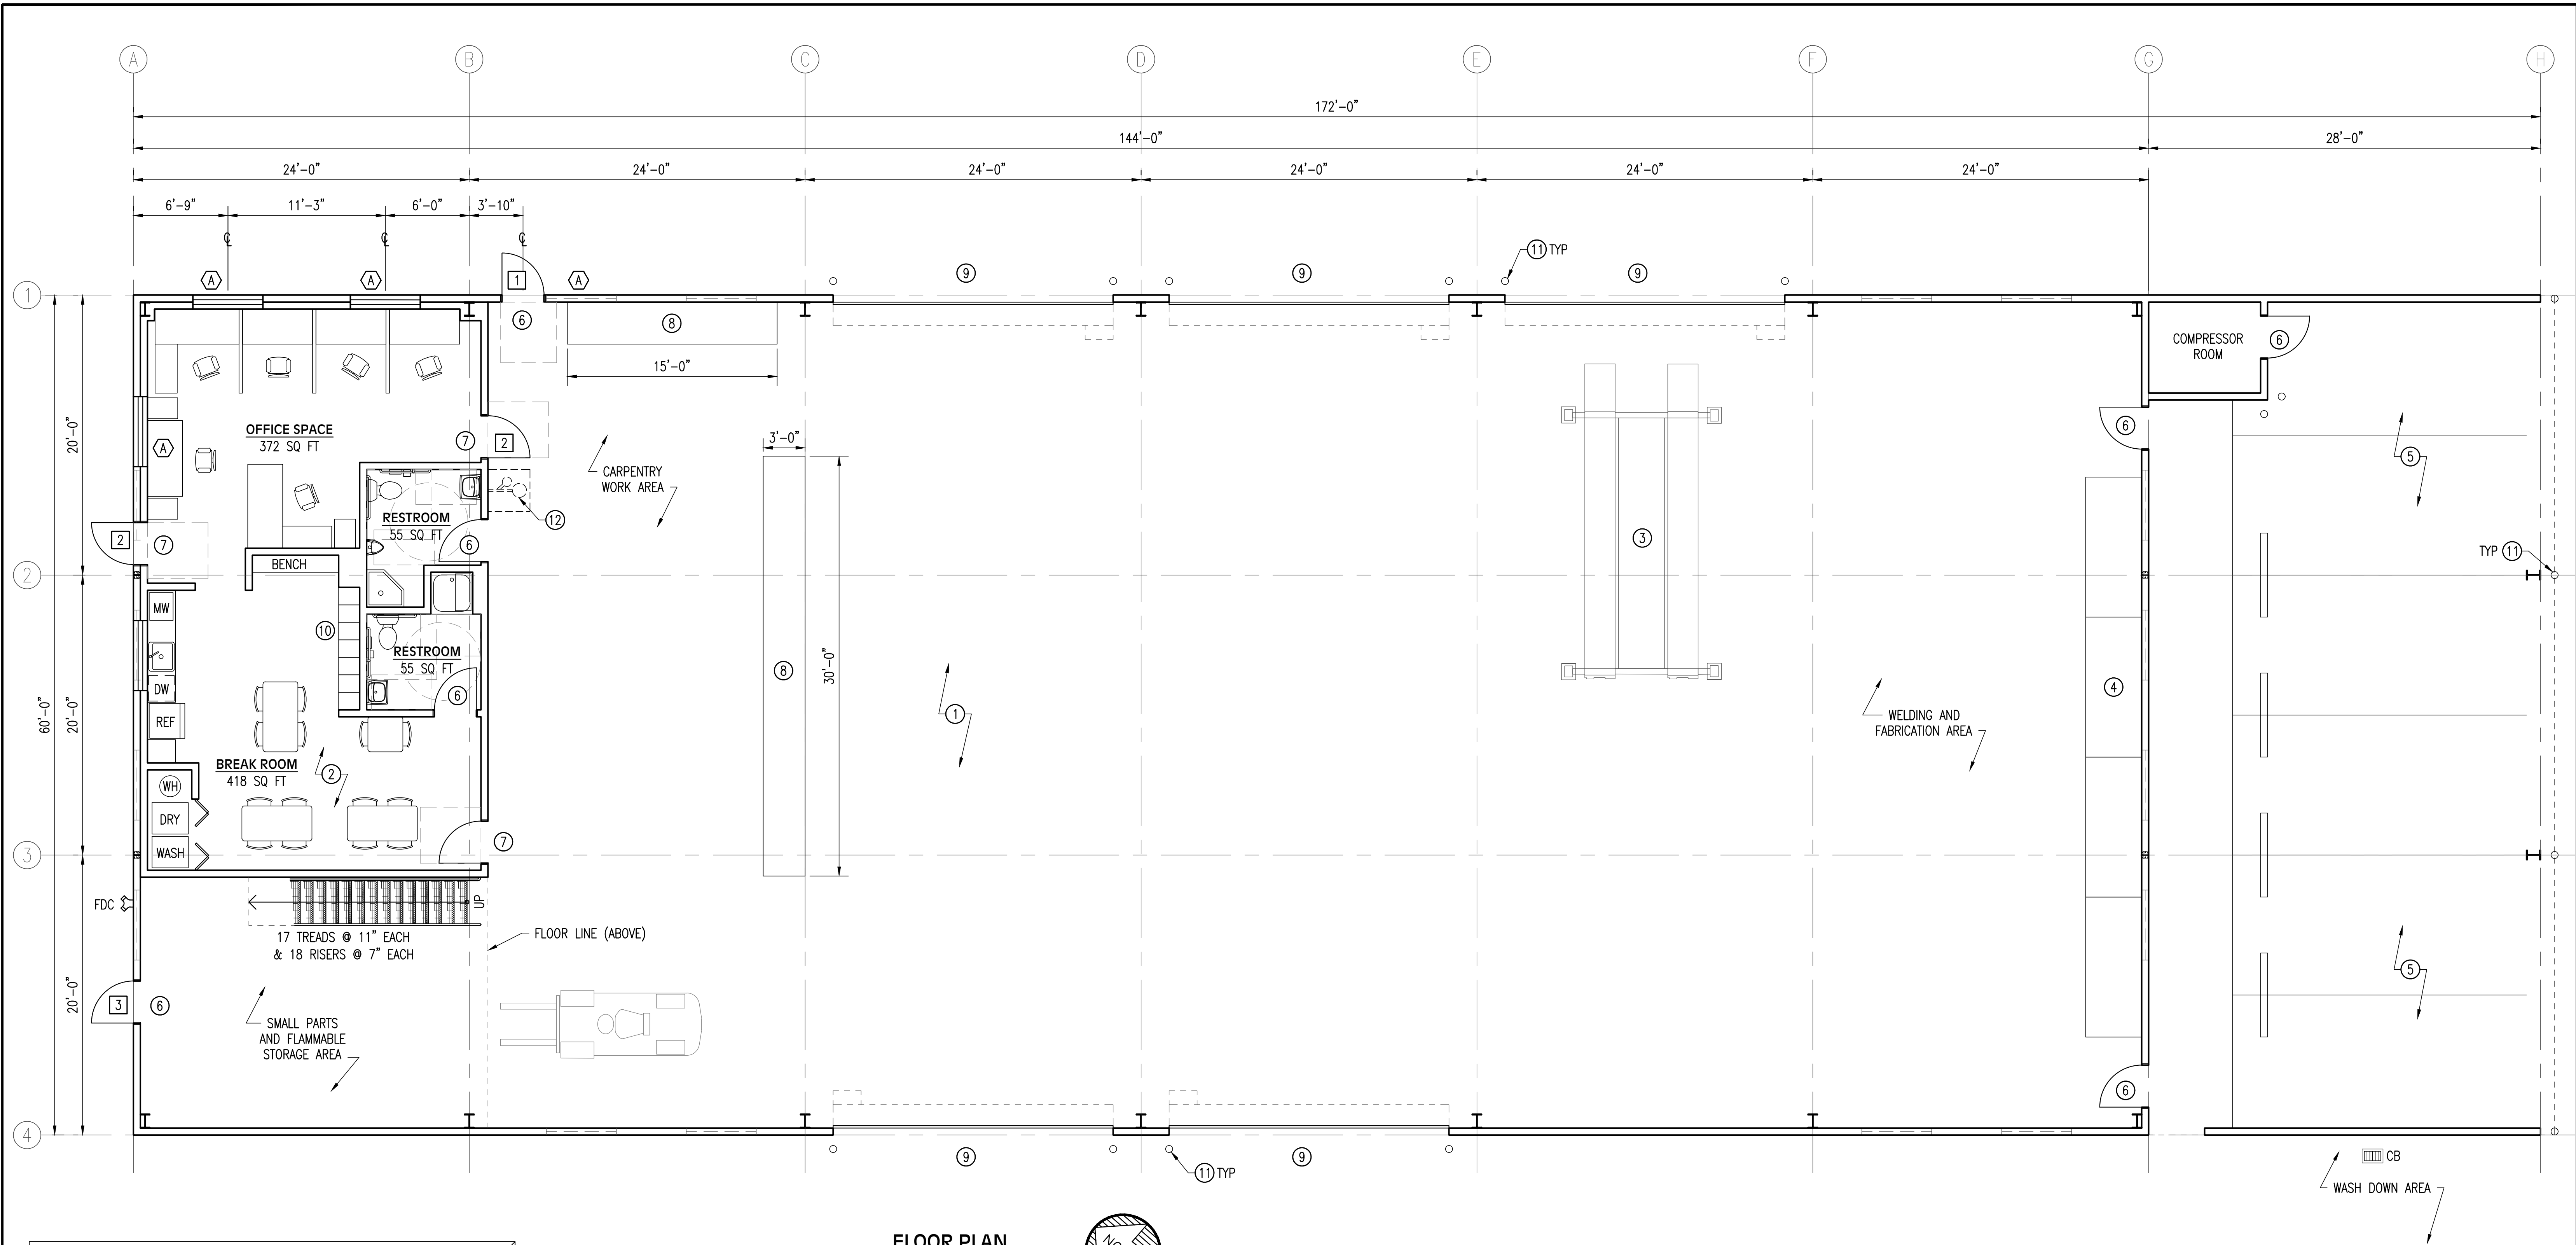 A B C D E F G H
172'-0"
144'-0" 28'-0"
24'-0" 24'-0" 24'-0" 24'-0" 24'-0" 24'-0"
6'-9" 11'-3" 6'-0" 3'-10"
℄ ℄ ℄
11 TYP
A A 1 A 9 9 9
1
6 8
COMPRESSOR
ROOM
6
15'-0"
20'-0"
OFFICE SPACE
372 SQ FT
A
7 2
3'-0"
6
5
CARPENTRY
WORK AREA
RESTROOM
55 SQ FT
12
2 7
6
3
TYP 11
2
BENCH
MW
10
RESTROOM
55 SQ FT
DW
6
8
30'-0"
4
60'-0"
20'-0"
REF
1
WELDING AND
FABRICATION AREA
BREAK ROOM
418 SQ FT
2
WH
DRY
7
WASH
3
FDC
UP
17 TREADS @ 11" EACH
& 18 RISERS @ 7" EACH
FLOOR LINE (ABOVE)
5
20'-0"
3 6
SMALL PARTS
AND FLAMMABLE
STORAGE AREA
6
4
9 9
11 TYP
CB
WASH DOWN AREA
FLOOR PLAN